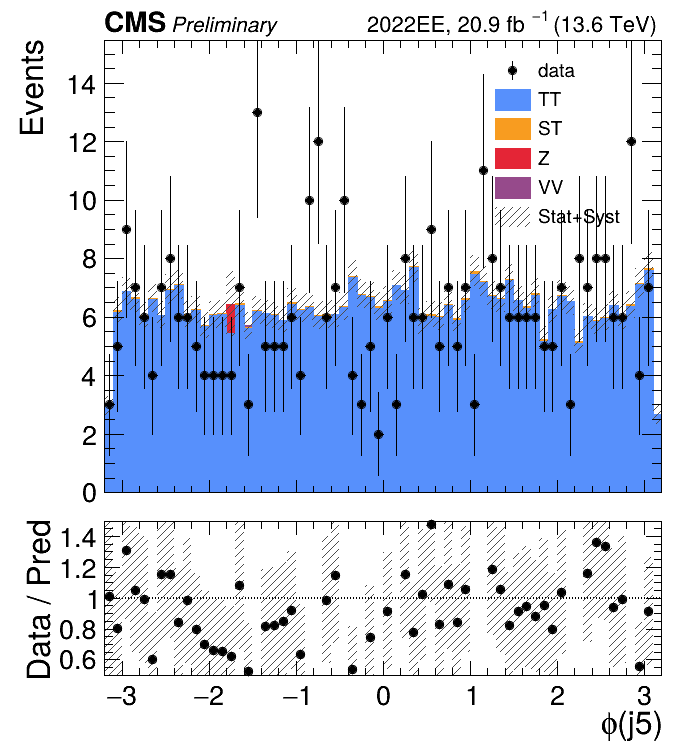 CMS Preliminary 2022EE, 20.9 fb⁻¹ (13.6 TeV)
Events
14
12
10
8
6
4
2
0
data
TT
ST
Z
VV
Stat+Syst
Data / Pred
1.4
1.2
1
0.8
0.6
−3 −2 −1 0 1 2 3
ϕ(j5)